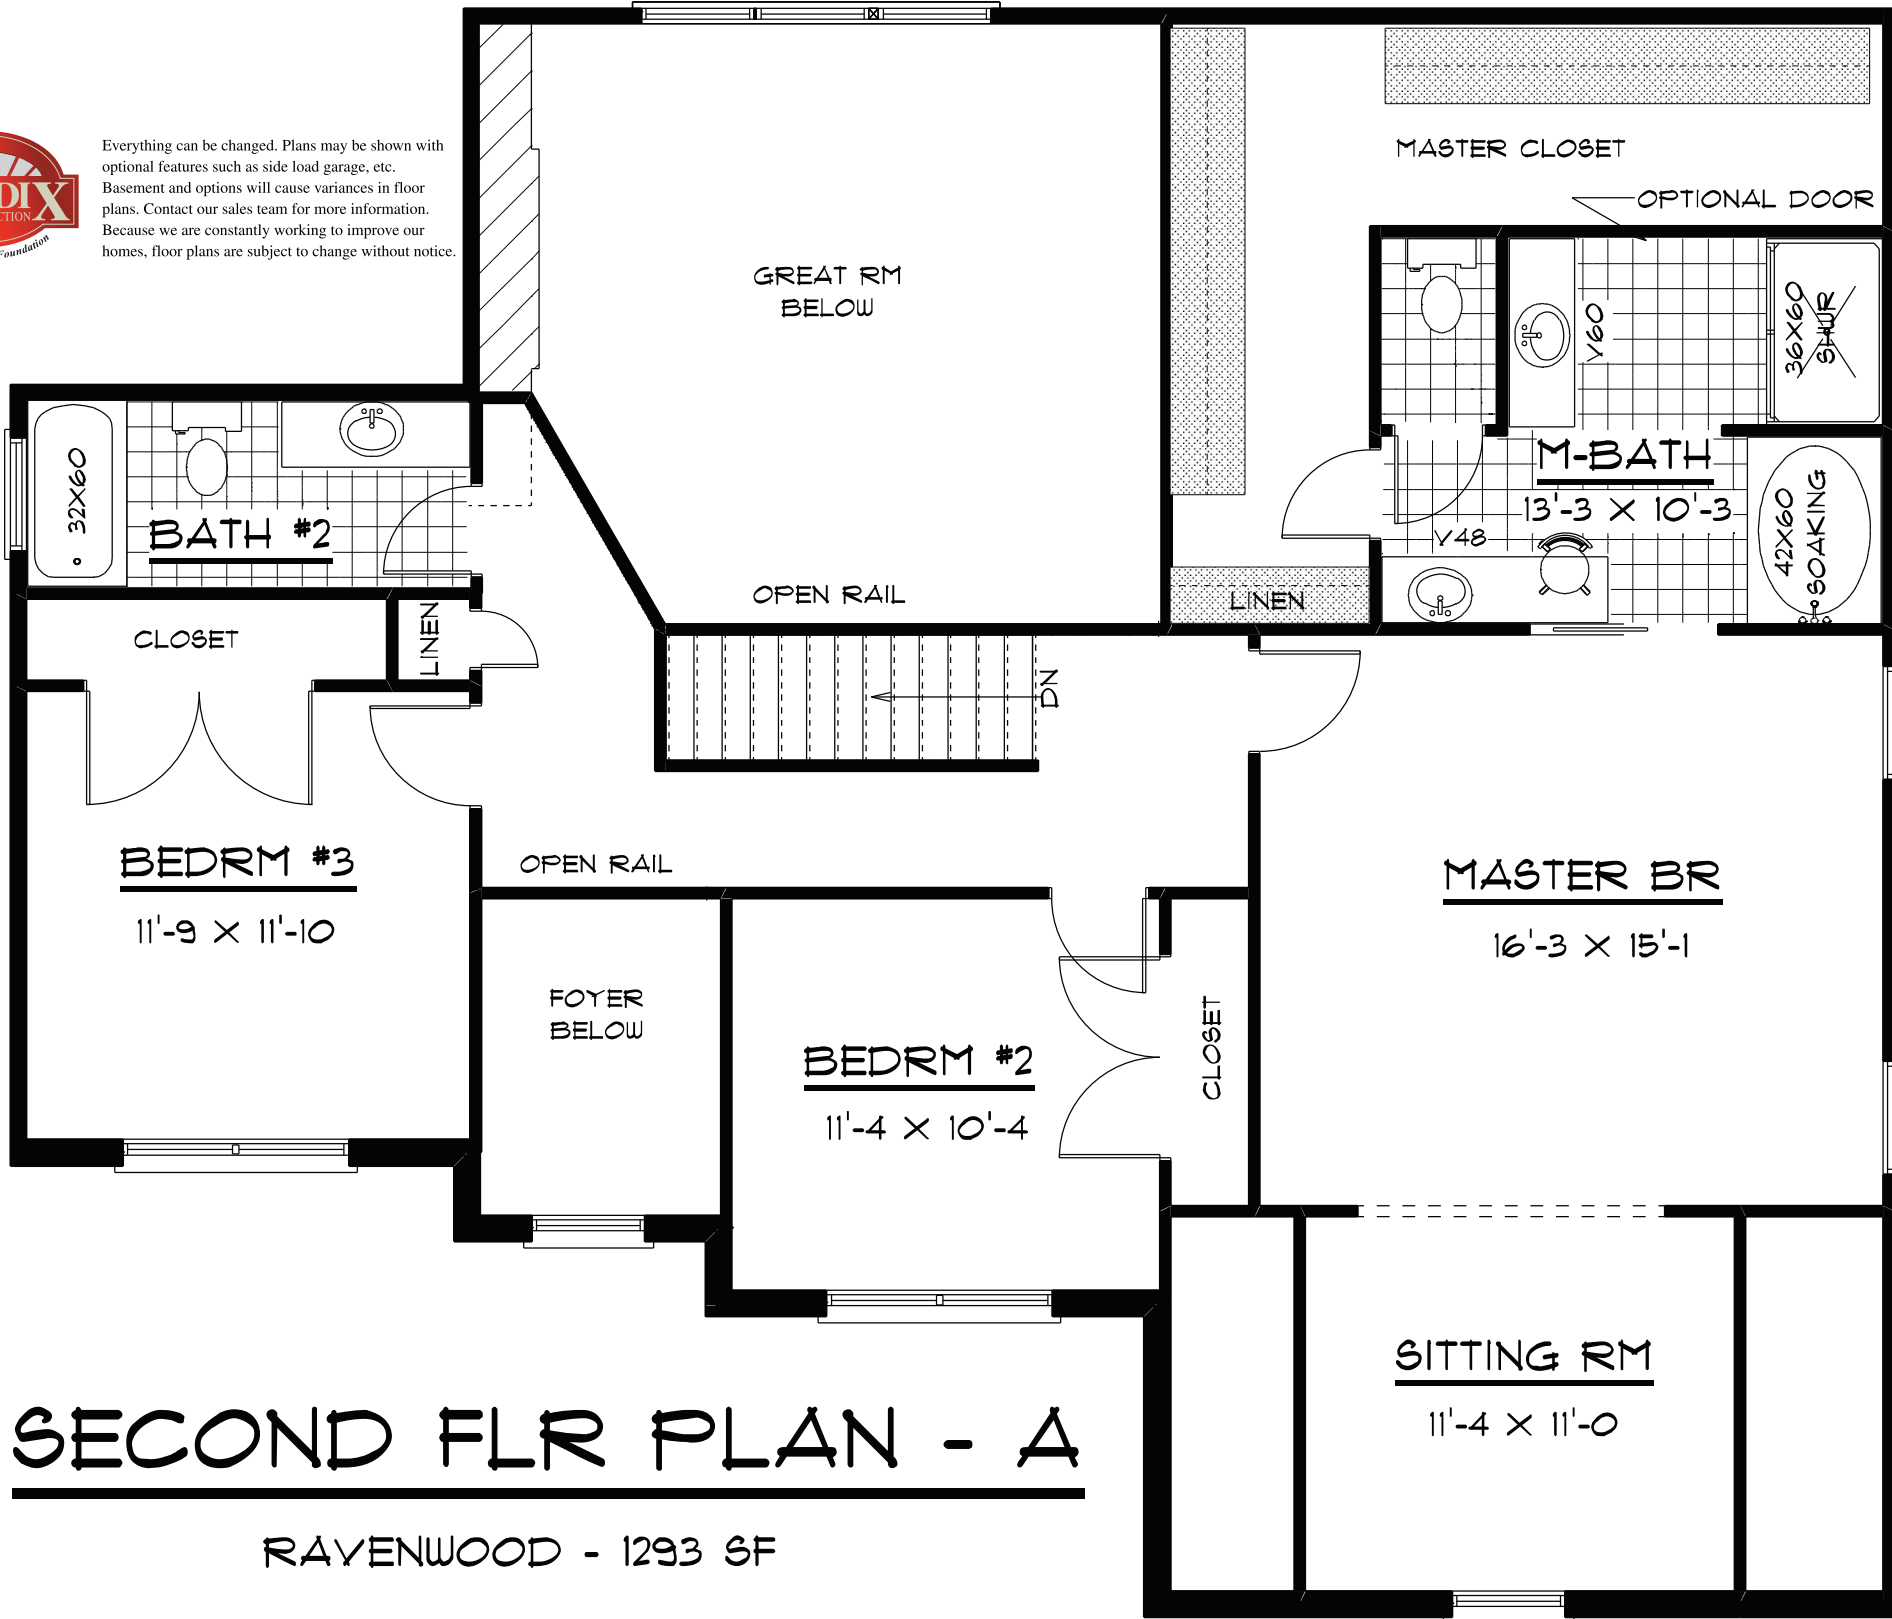 DIX
CTION
Foundation
Everything can be changed. Plans may be shown with
optional features such as side load garage, etc.
Basement and options will cause variances in floor
plans. Contact our sales team for more information.
Because we are constantly working to improve our
homes, floor plans are subject to change without notice.
MASTER CLOSET
OPTIONAL DOOR
GREAT RM
BELOW
V60
36X60
SHWR
32X60
BATH #2
M-BATH
13'-3 X 10'-3
V48
42X60
SOAKING
OPEN RAIL
LINEN
CLOSET
LINEN
DN
BEDRM #3
11'-9 X 11'-10
OPEN RAIL
MASTER BR
16'-3 X 15'-1
FOYER
BELOW
BEDRM #2
11'-4 X 10'-4
CLOSET
SITTING RM
11'-4 X 11'-0
SECOND FLR PLAN - A
RAVENWOOD - 1293 SF